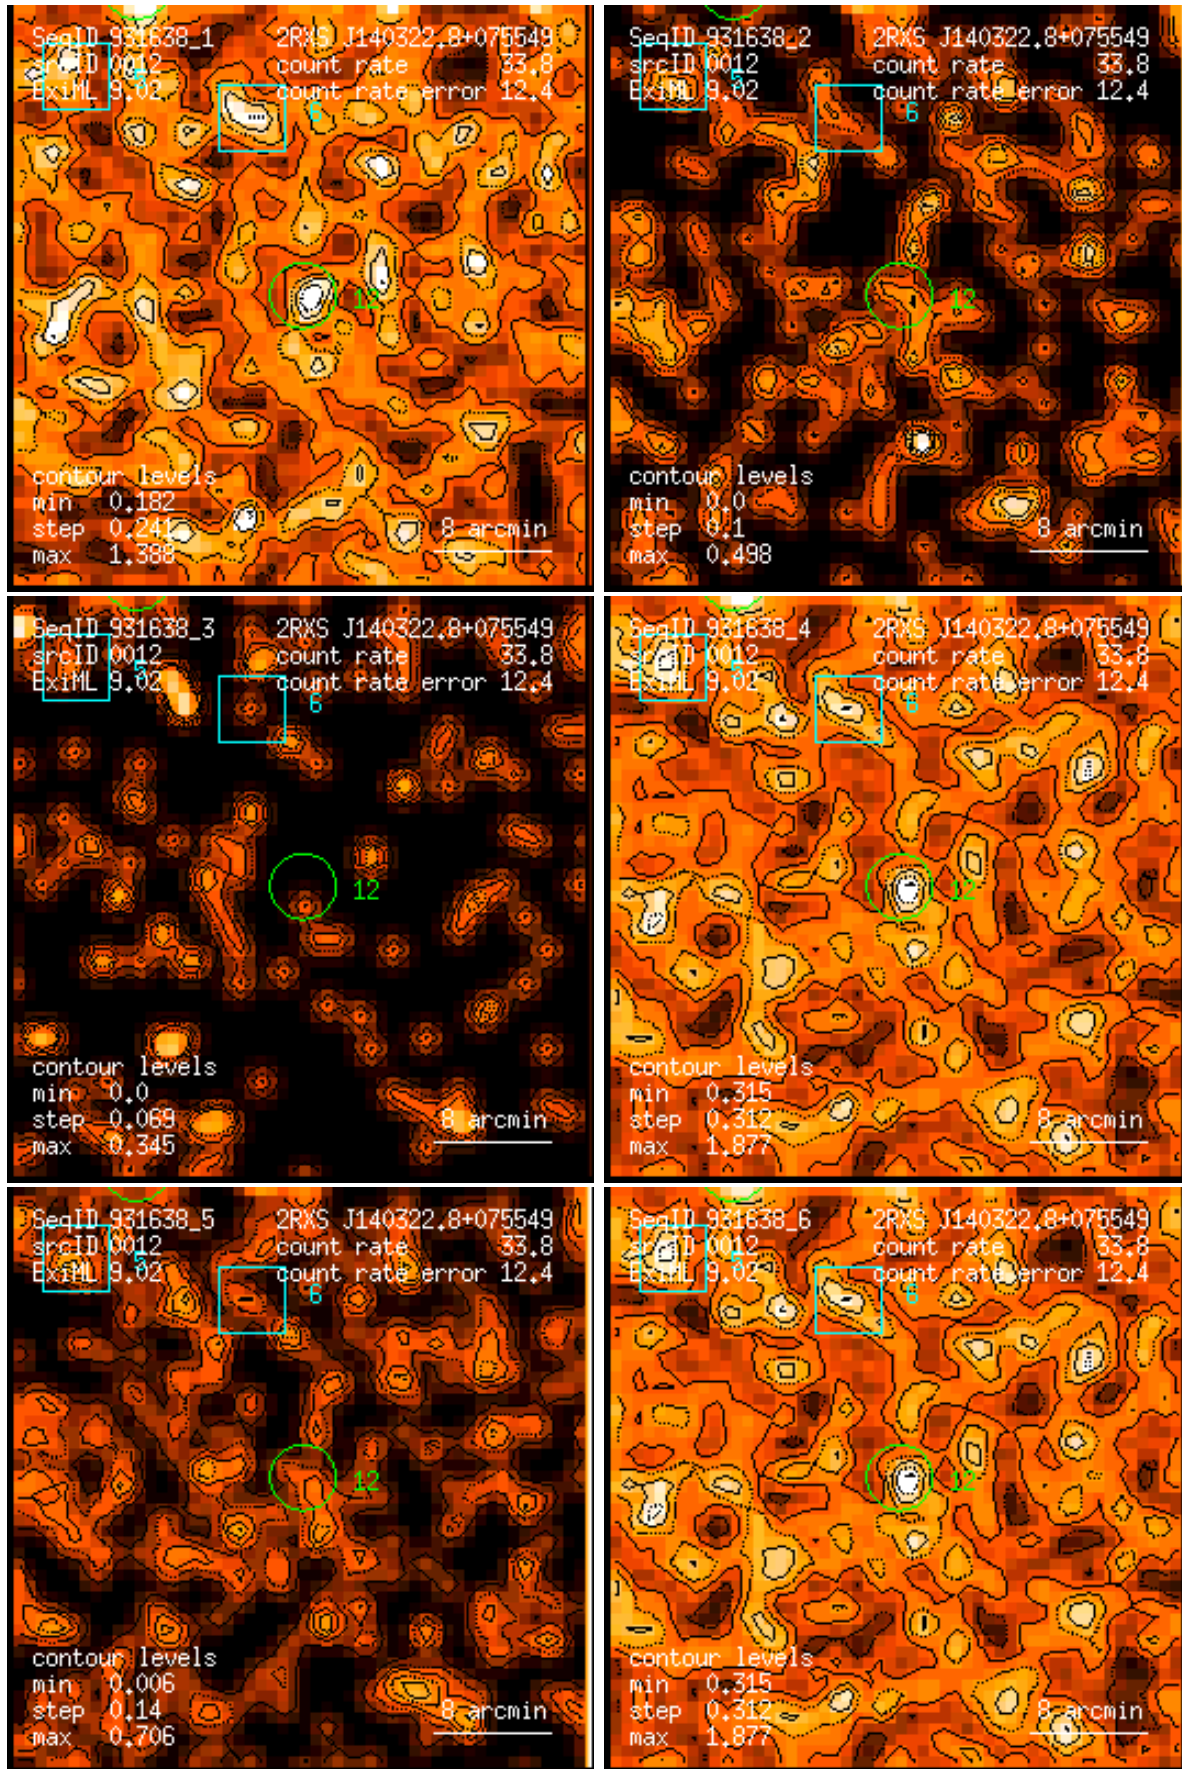 SeqID 931638_1 2RXS J140322.8+075549
srcID 0012 5 count rate 33.8
ExiML 9.02 6 count rate error 12.4
12
contour levels
min 0.182
step 0.241 8 arcmin
max 1.388
SeqID 931638_2 2RXS J140322.8+075549
srcID 0012 5 count rate 33.8
ExiML 9.02 6 count rate error 12.4
12
contour levels
min 0.0
step 0.1 8 arcmin
max 0.498
SeqID 931638_3 2RXS J140322.8+075549
srcID 0012 5 count rate 33.8
ExiML 9.02 6 count rate error 12.4
12
contour levels
min 0.0
step 0.069 8 arcmin
max 0.345
SeqID 931638_4 2RXS J140322.8+075549
srcID 0012 5 count rate 33.8
ExiML 9.02 6 count rate error 12.4
12
contour levels
min 0.315
step 0.312 8 arcmin
max 1.877
SeqID 931638_5 2RXS J140322.8+075549
srcID 0012 5 count rate 33.8
ExiML 9.02 6 count rate error 12.4
12
contour levels
min 0.006
step 0.14 8 arcmin
max 0.706
SeqID 931638_6 2RXS J140322.8+075549
srcID 0012 5 count rate 33.8
ExiML 9.02 6 count rate error 12.4
12
contour levels
min 0.315
step 0.312 8 arcmin
max 1.877